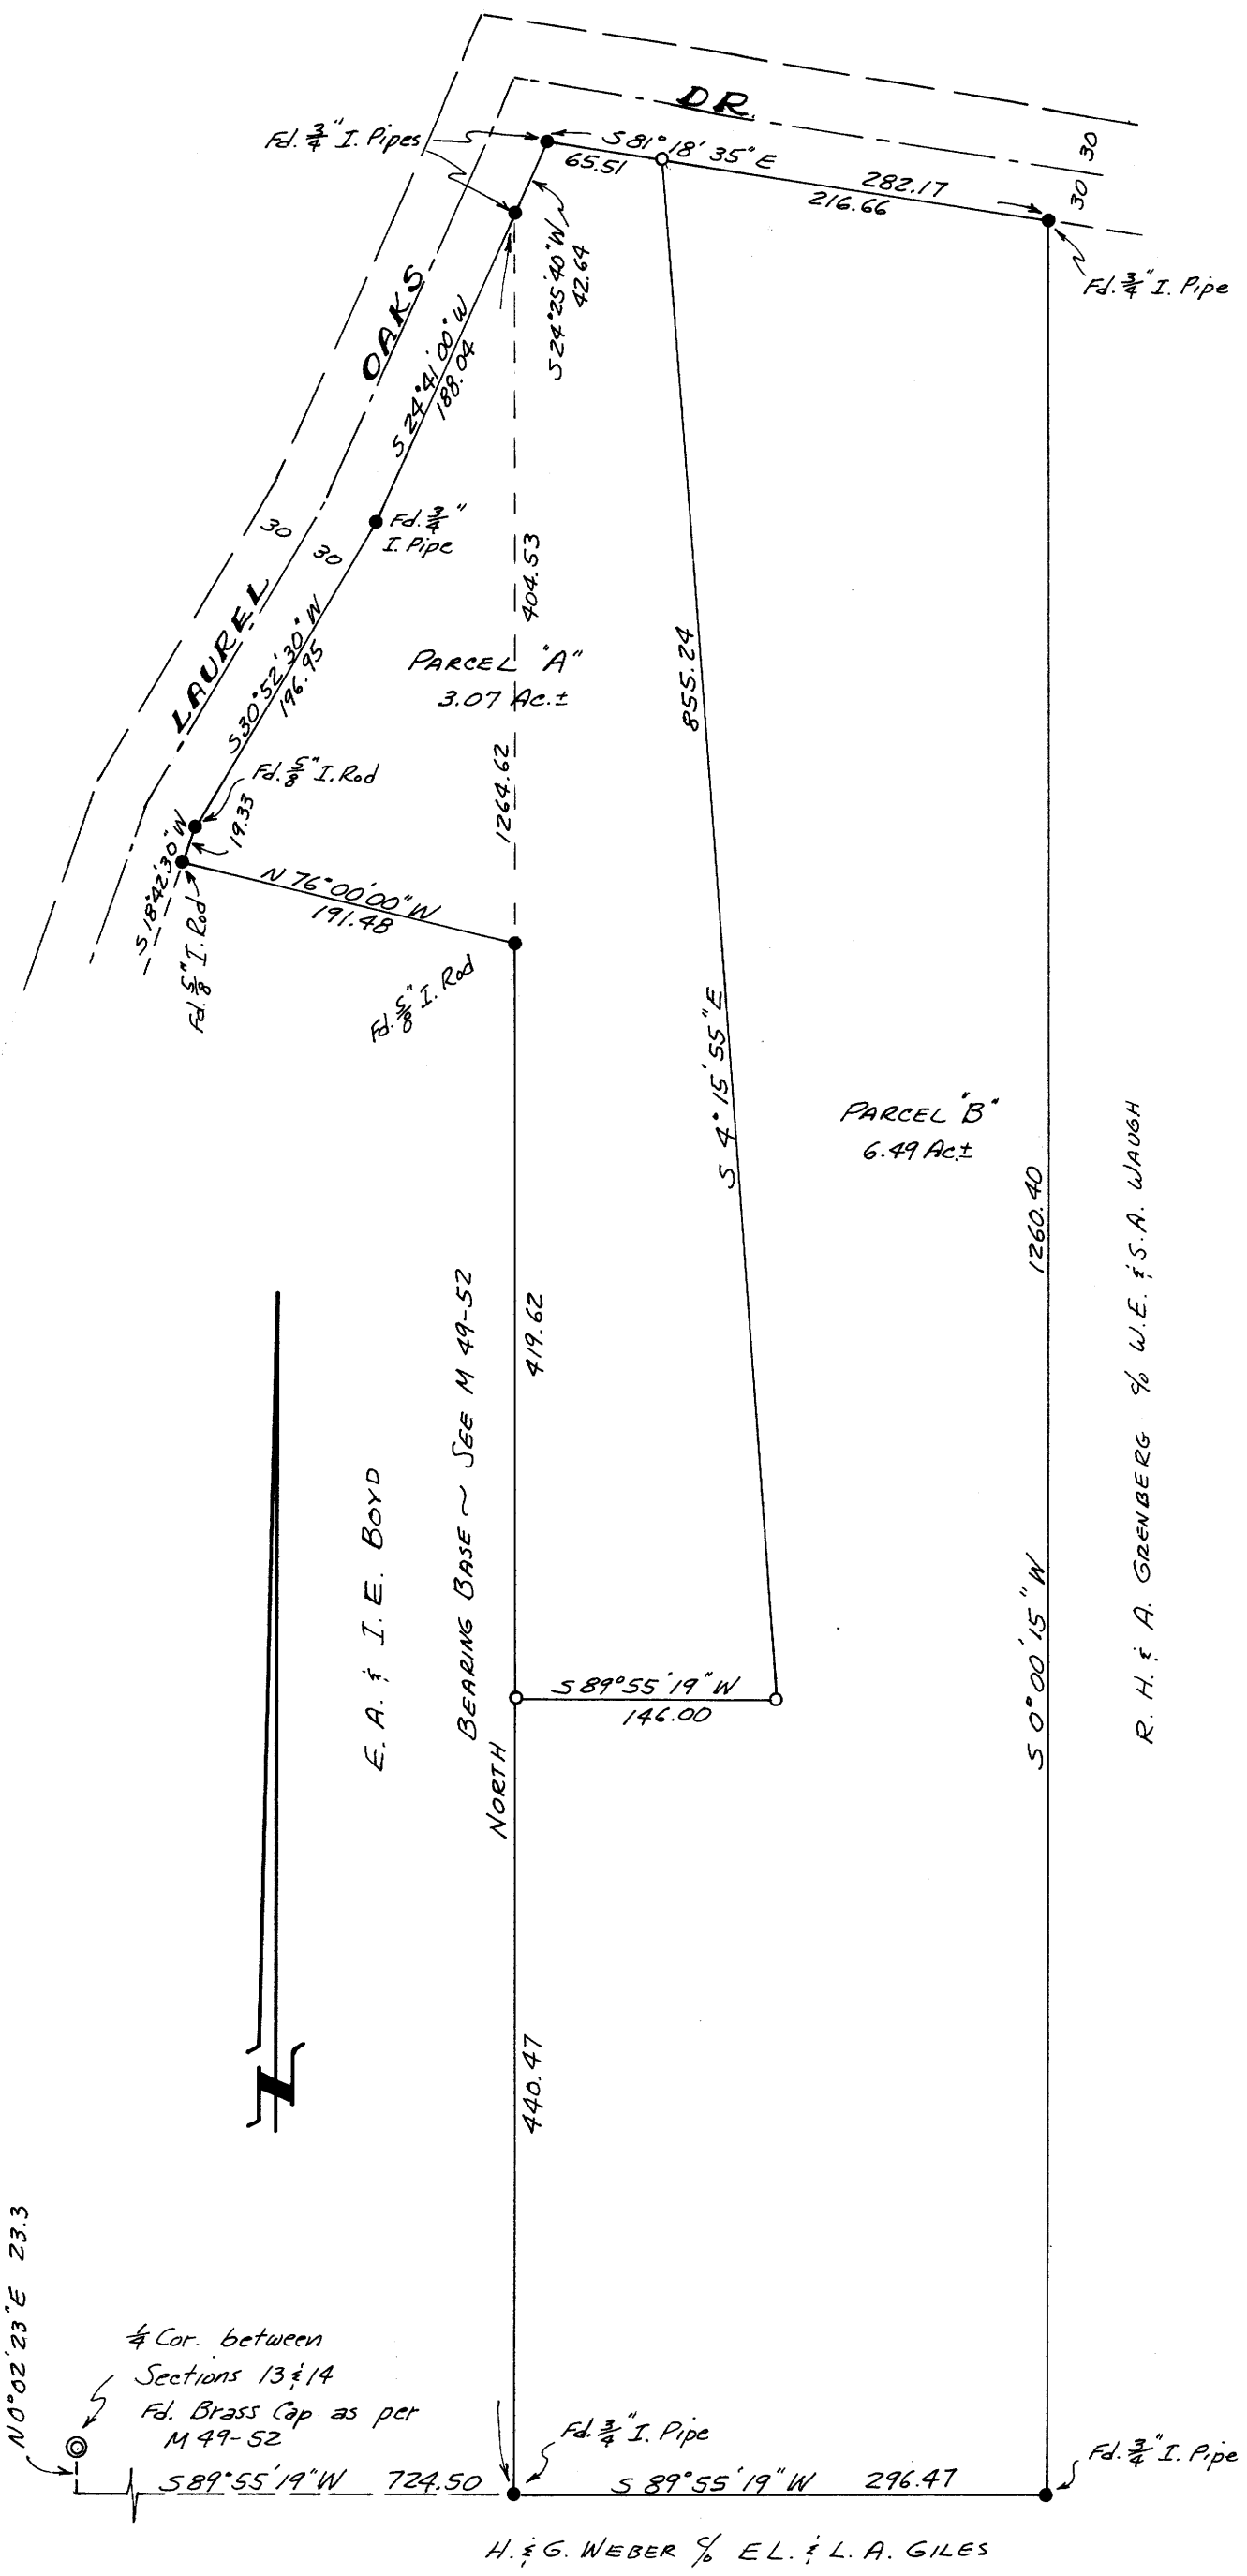 DR.
Fd. 3/4" I. Pipes
S 81°18'35" E
65.51
282.17
216.66
30
30
Fd. 3/4" I. Pipe
S 24°25'40" W
42.64
OAKS
S 24°41'00" W
188.04
Fd. 3/4"
I. Pipe
30
30
LAUREL
S 30°52'30" W
196.95
404.53
PARCEL "A"
3.07 Ac.±
855.24
1264.62
Fd. 5/8" I. Rod
19.33
S 18°42'30" W
Fd. 5/8" I. Rod
N 76°00'00" W
191.48
Fd. 5/8" I. Rod
S 4°15'55" E
PARCEL "B"
6.49 Ac.±
1260.40
S 0°00'15" W
R. H. & A. GRENBERG c/o W.E. & S.A. WAUGH
419.62
BEARING BASE ~ SEE M 49-52
E. A. & I. E. BOYD
S 89°55'19" W
146.00
NORTH
440.47
N
N 0°02'23" E 23.3
1/4 Cor. between
Sections 13 & 14
Fd. Brass Cap as per
M 49-52
Fd. 3/4" I. Pipe
Fd. 3/4" I. Pipe
S 89°55'19" W 724.50
S 89°55'19" W 296.47
H. & G. WEBER c/o E L. & L. A. GILES